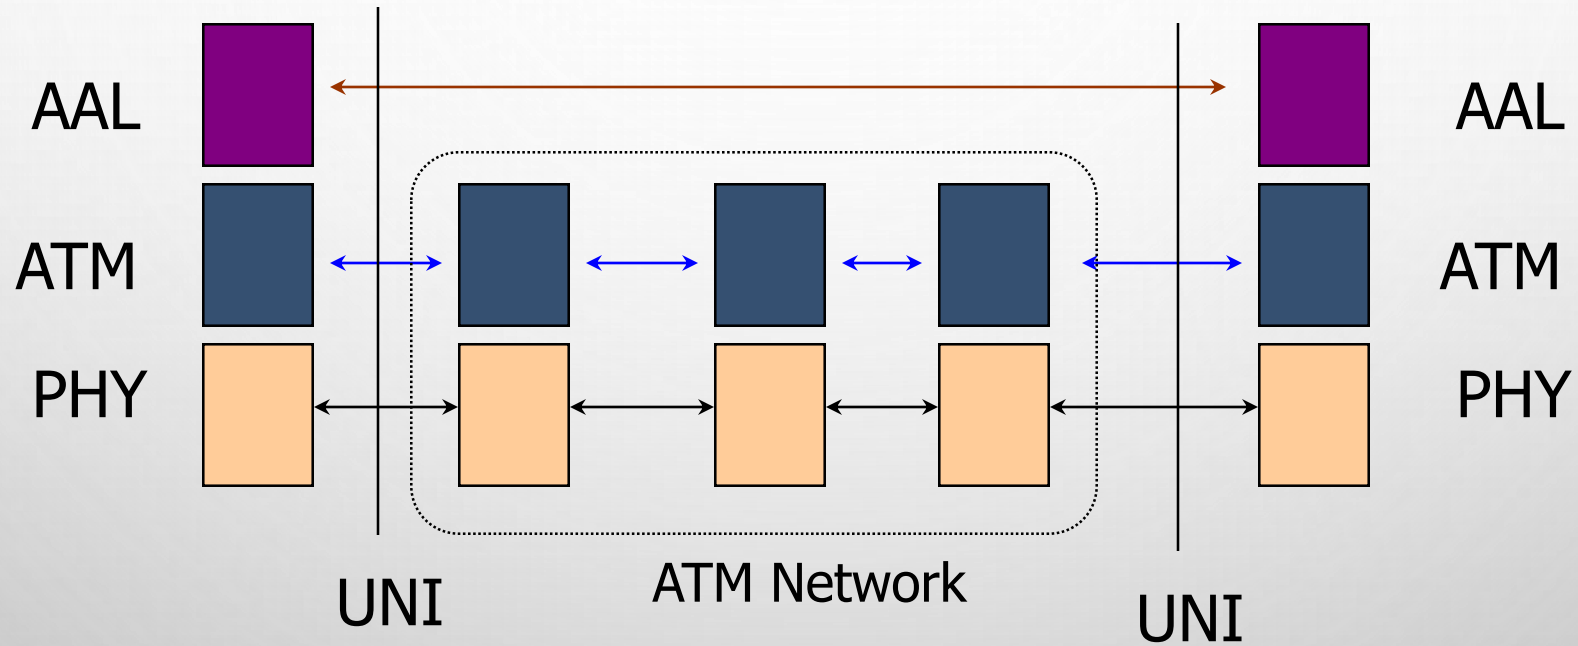 AAL
AAL
ATM
ATM
PHY
PHY
ATM Network
UNI
UNI